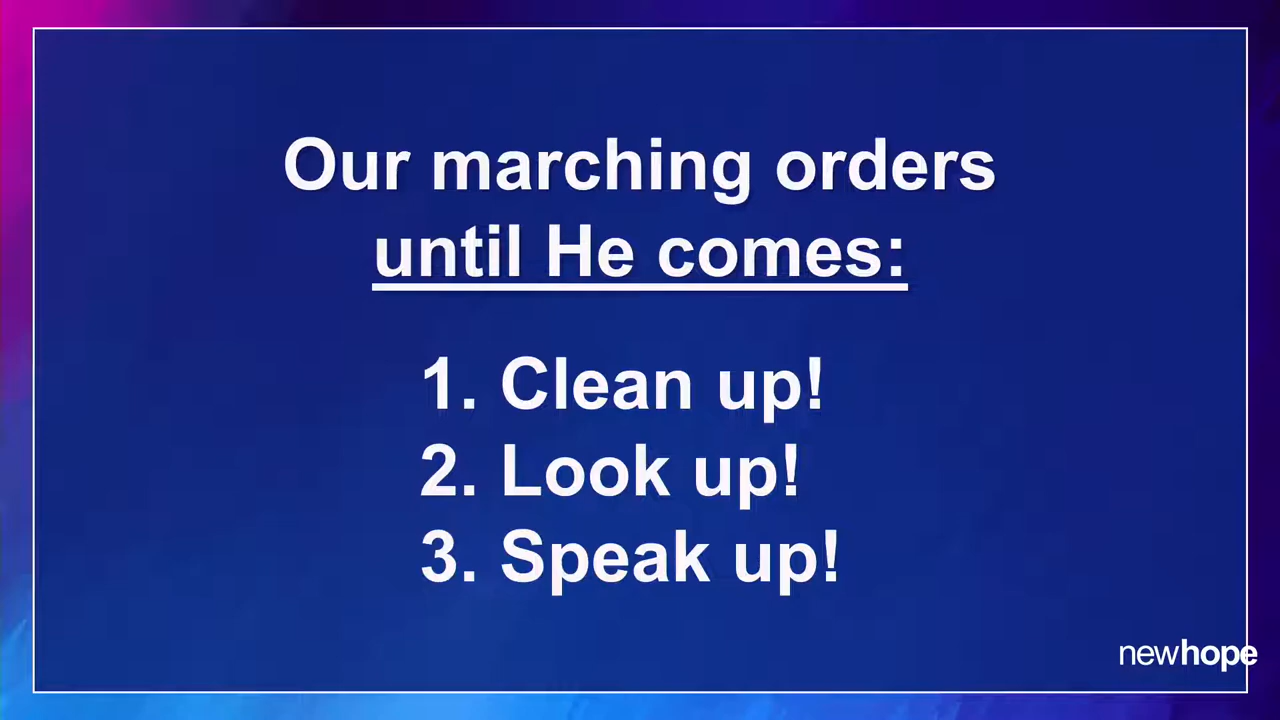 Our marching orders
until He comes:
1. Clean up!
2. Look up!
3. Speak up!
newhope